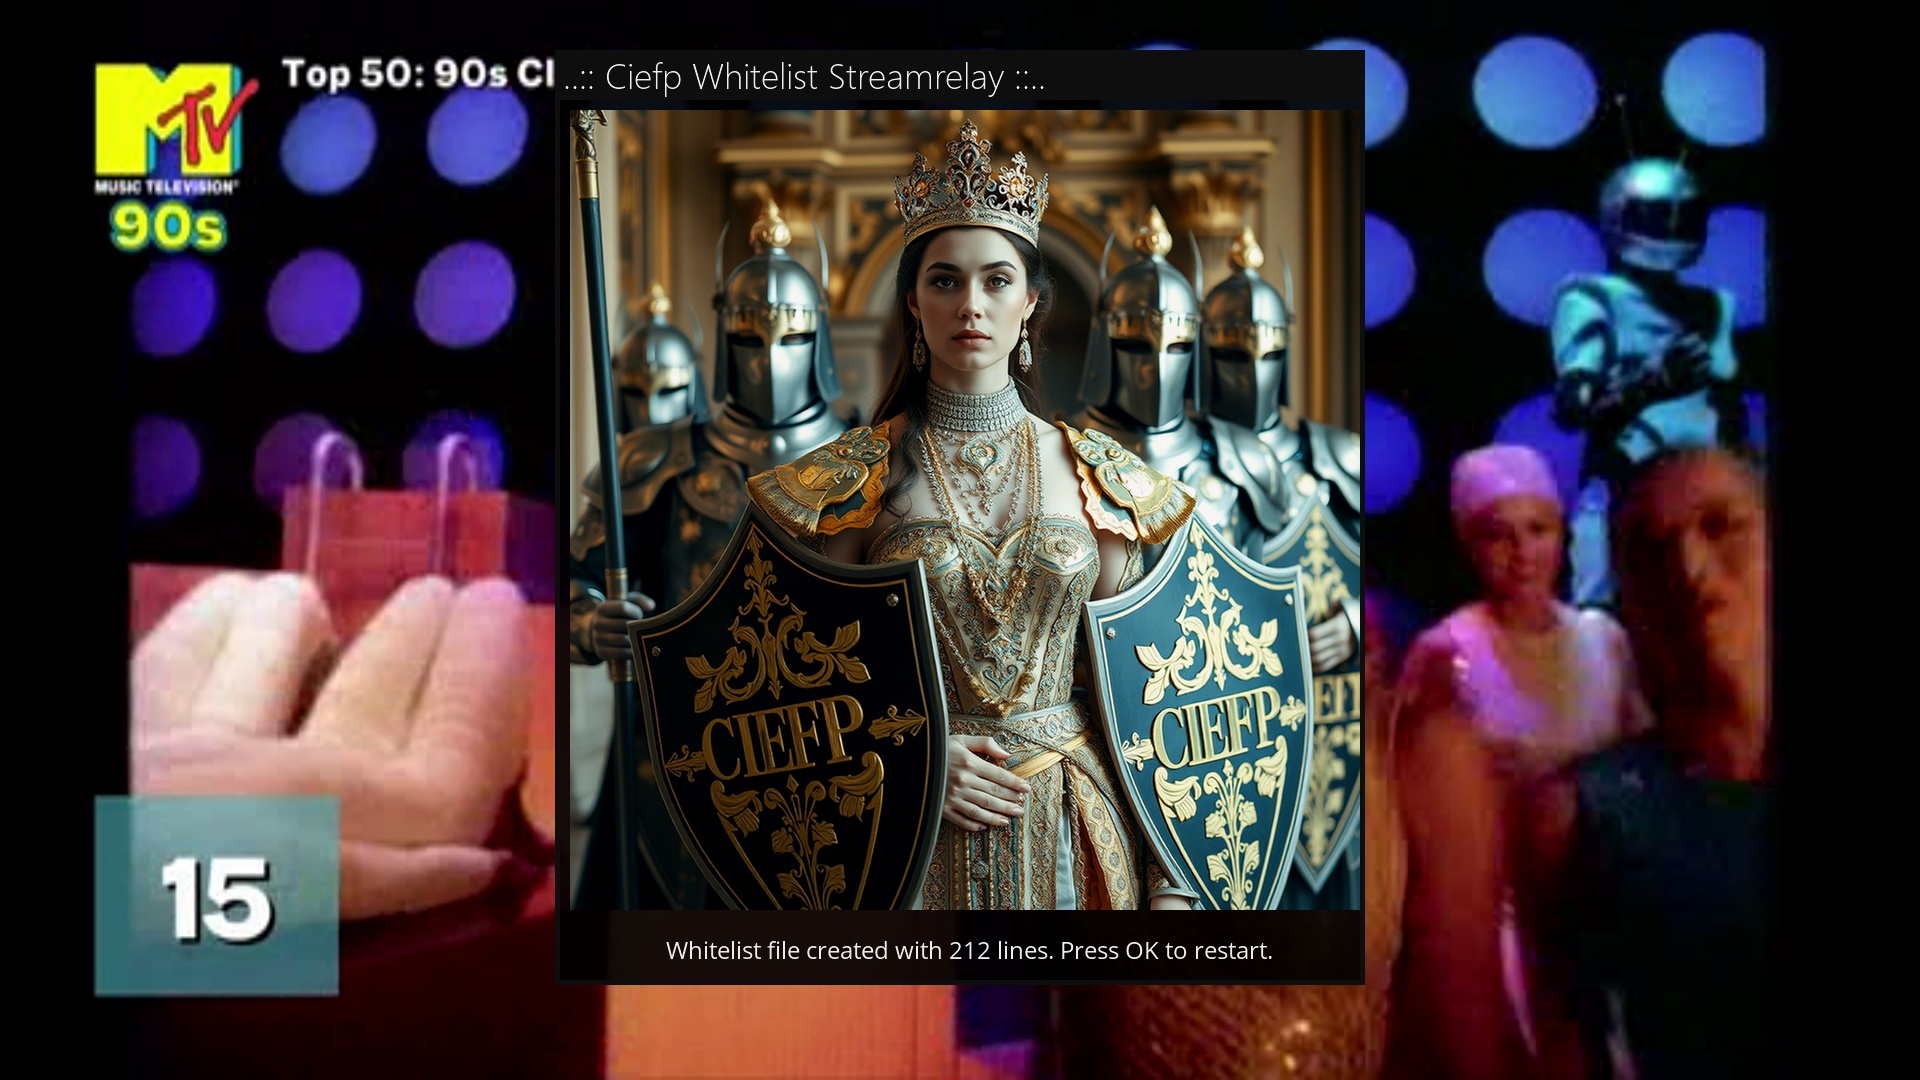 MTV
MUSIC TELEVISION®
90s
Top 50: 90s Cl
..:: Ciefp Whitelist Streamrelay ::..
CIEFP
CIEFP
15
Whitelist file created with 212 lines. Press OK to restart.